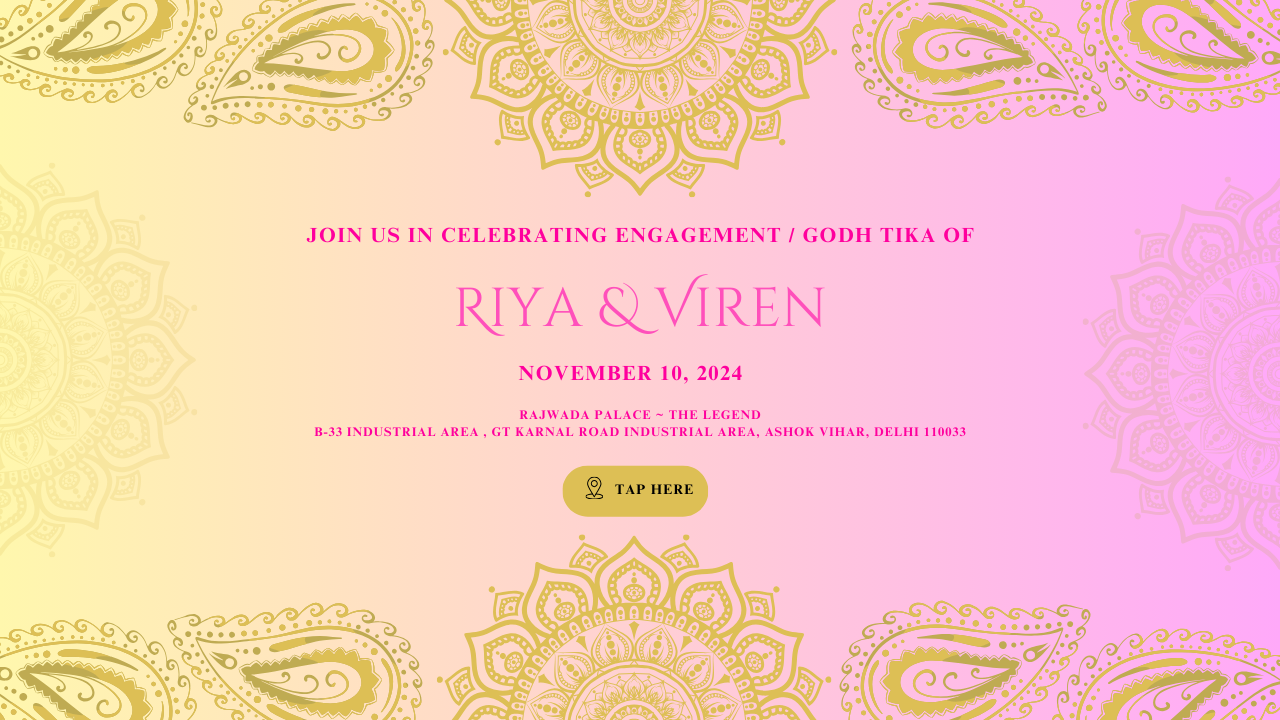 JOIN US IN CELEBRATING ENGAGEMENT / GODH TIKA OF
RIYA & VIREN
NOVEMBER 10, 2024
RAJWADA PALACE ~ THE LEGEND
B-33 INDUSTRIAL AREA , GT KARNAL ROAD INDUSTRIAL AREA, ASHOK VIHAR, DELHI 110033
TAP HERE